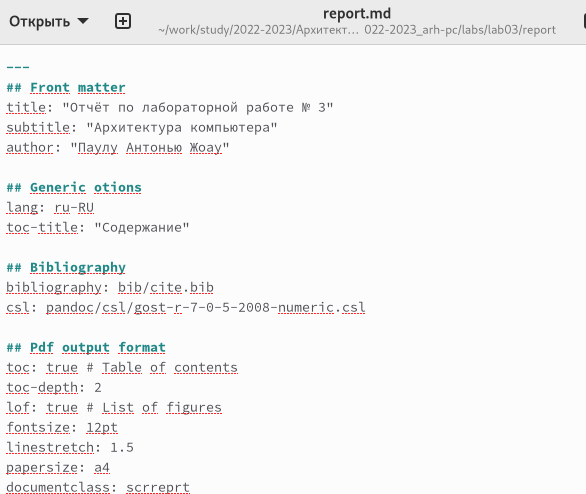 Открыть
report.md
~/work/study/2022-2023/Архитект… 022-2023_arh-pc/labs/lab03/report
---
## Front matter
title: "Отчёт по лабораторной работе № 3"
subtitle: "Архитектура компьютера"
author: "Паулу Антонью Жоау"
## Generic otions
lang: ru-RU
toc-title: "Содержание"
## Bibliography
bibliography: bib/cite.bib
csl: pandoc/csl/gost-r-7-0-5-2008-numeric.csl
## Pdf output format
toc: true # Table of contents
toc-depth: 2
lof: true # List of figures
fontsize: 12pt
linestretch: 1.5
papersize: a4
documentclass: scrreprt